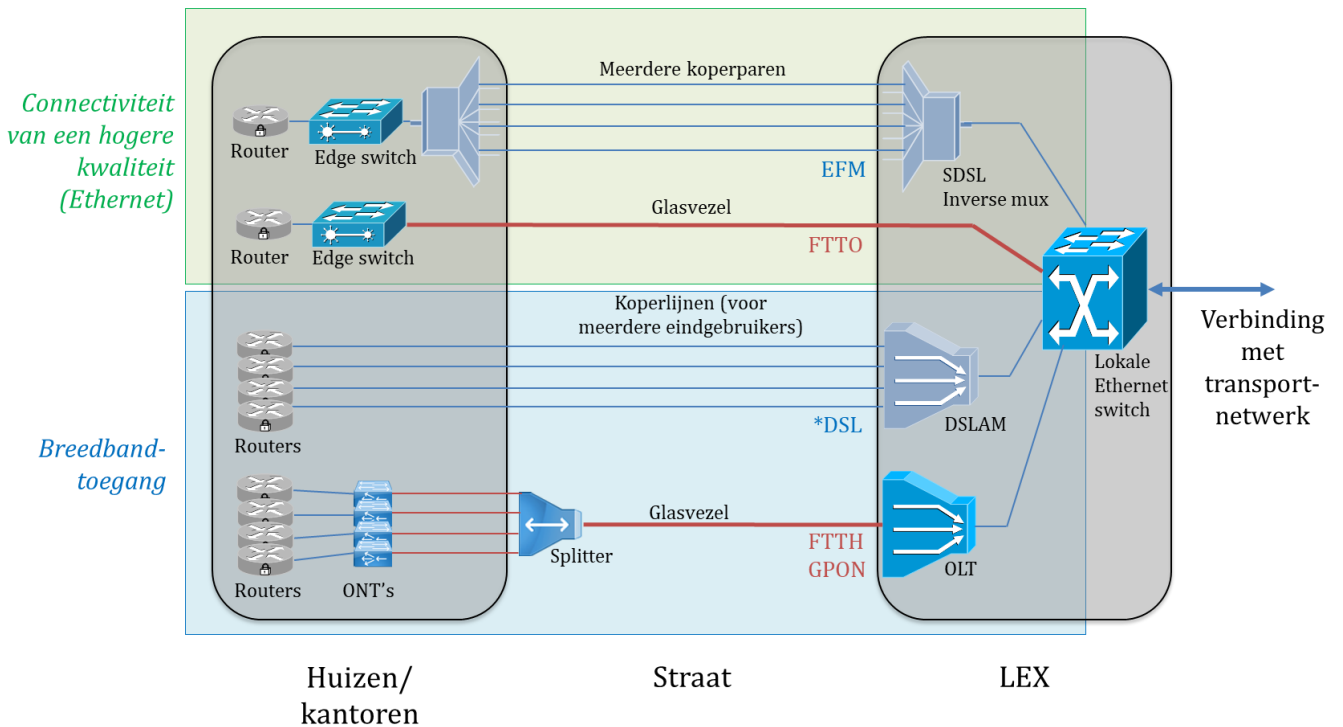 Connectiviteit
van een hogere
kwaliteit
(Ethernet)
Meerdere koperparen
Router
Edge switch
EFM
SDSL
Inverse mux
Glasvezel
Router
Edge switch
FTTO
Koperlijnen (voor
meerdere eindgebruikers)
Verbinding
met
transport-
netwerk
Lokale
Ethernet
switch
Breedband-
toegang
Routers
*DSL
DSLAM
Glasvezel
Splitter
FTTH
GPON
OLT
Routers
ONT's
Huizen/
kantoren
Straat
LEX